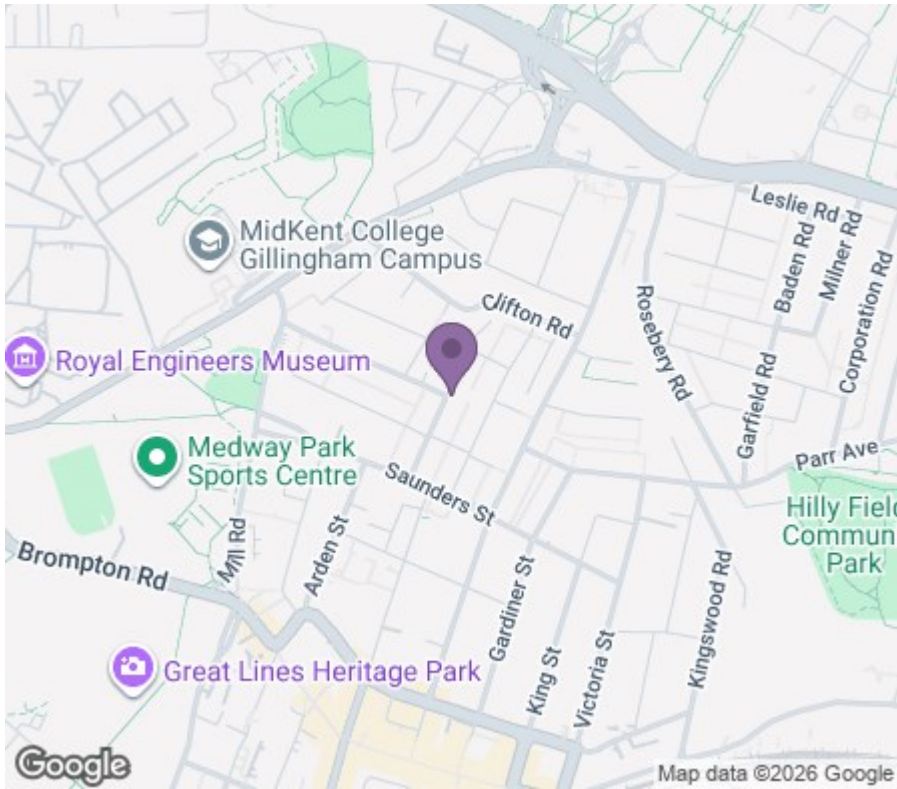 Leslie Rd
MidKent College
Gillingham Campus
Baden Rd
Milner Rd
Corporation Rd
Clifton Rd
Rosebery Rd
Royal Engineers Museum
Garfield Rd
Medway Park
Sports Centre
Parr Ave
Saunders St
Hilly Field
Communi
Park
Mill Rd
Arden St
Brompton Rd
Gardiner St
Kingswood Rd
King St
Victoria St
Great Lines Heritage Park
Google
Map data ©2026 Google